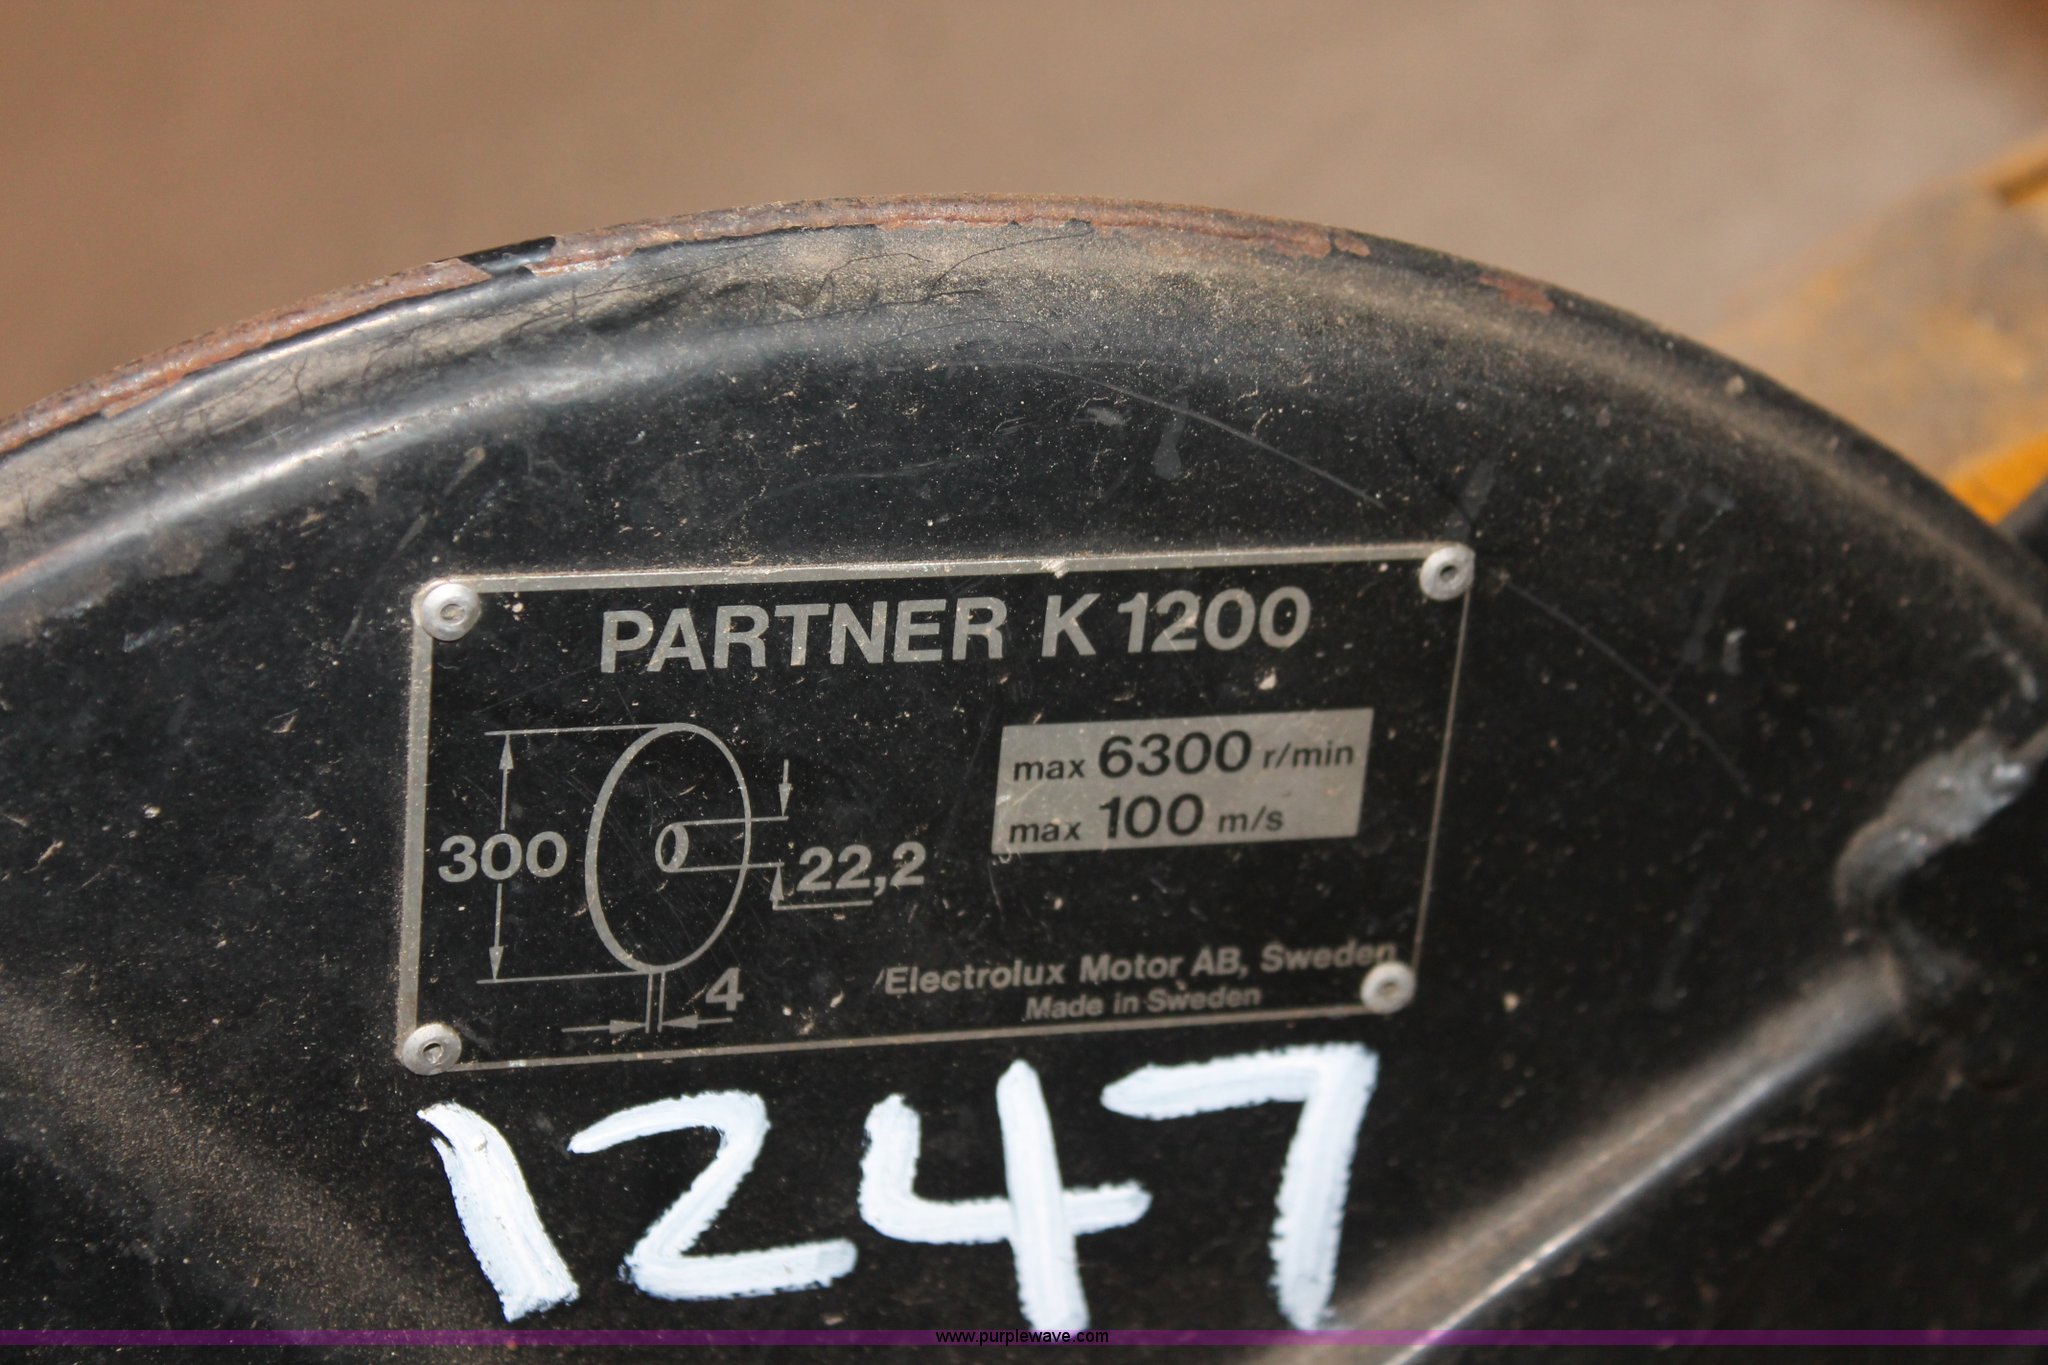 PARTNER K 1200
max 6300 r/min
max 100 m/s
300
22,2
4
Electrolux Motor AB, Sweden
Made in Sweden
1247
www.purplewave.com